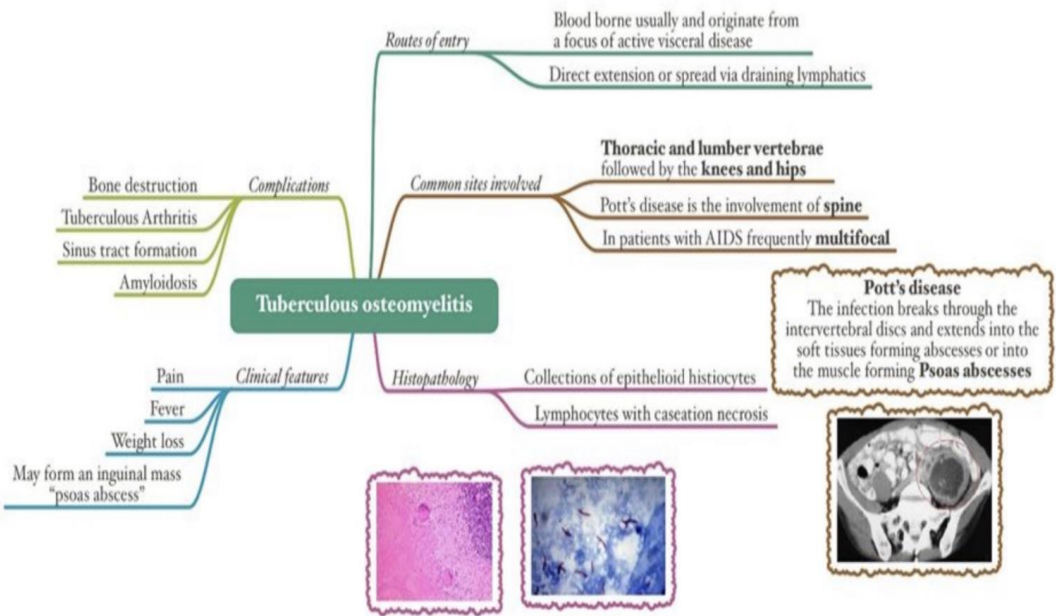 Routes of entry
Blood borne usually and originate from
a focus of active visceral disease
Direct extension or spread via draining lymphatics
Common sites involved
Thoracic and lumber vertebrae
followed by the knees and hips
Pott's disease is the involvement of spine
In patients with AIDS frequently multifocal
Complications
Bone destruction
Tuberculous Arthritis
Sinus tract formation
Amyloidosis
Tuberculous osteomyelitis
Pott's disease
The infection breaks through the
intervertebral discs and extends into the
soft tissues forming abscesses or into
the muscle forming Psoas abscesses
Clinical features
Pain
Fever
Weight loss
May form an inguinal mass
"psoas abscess"
Histopathology
Collections of epithelioid histiocytes
Lymphocytes with caseation necrosis